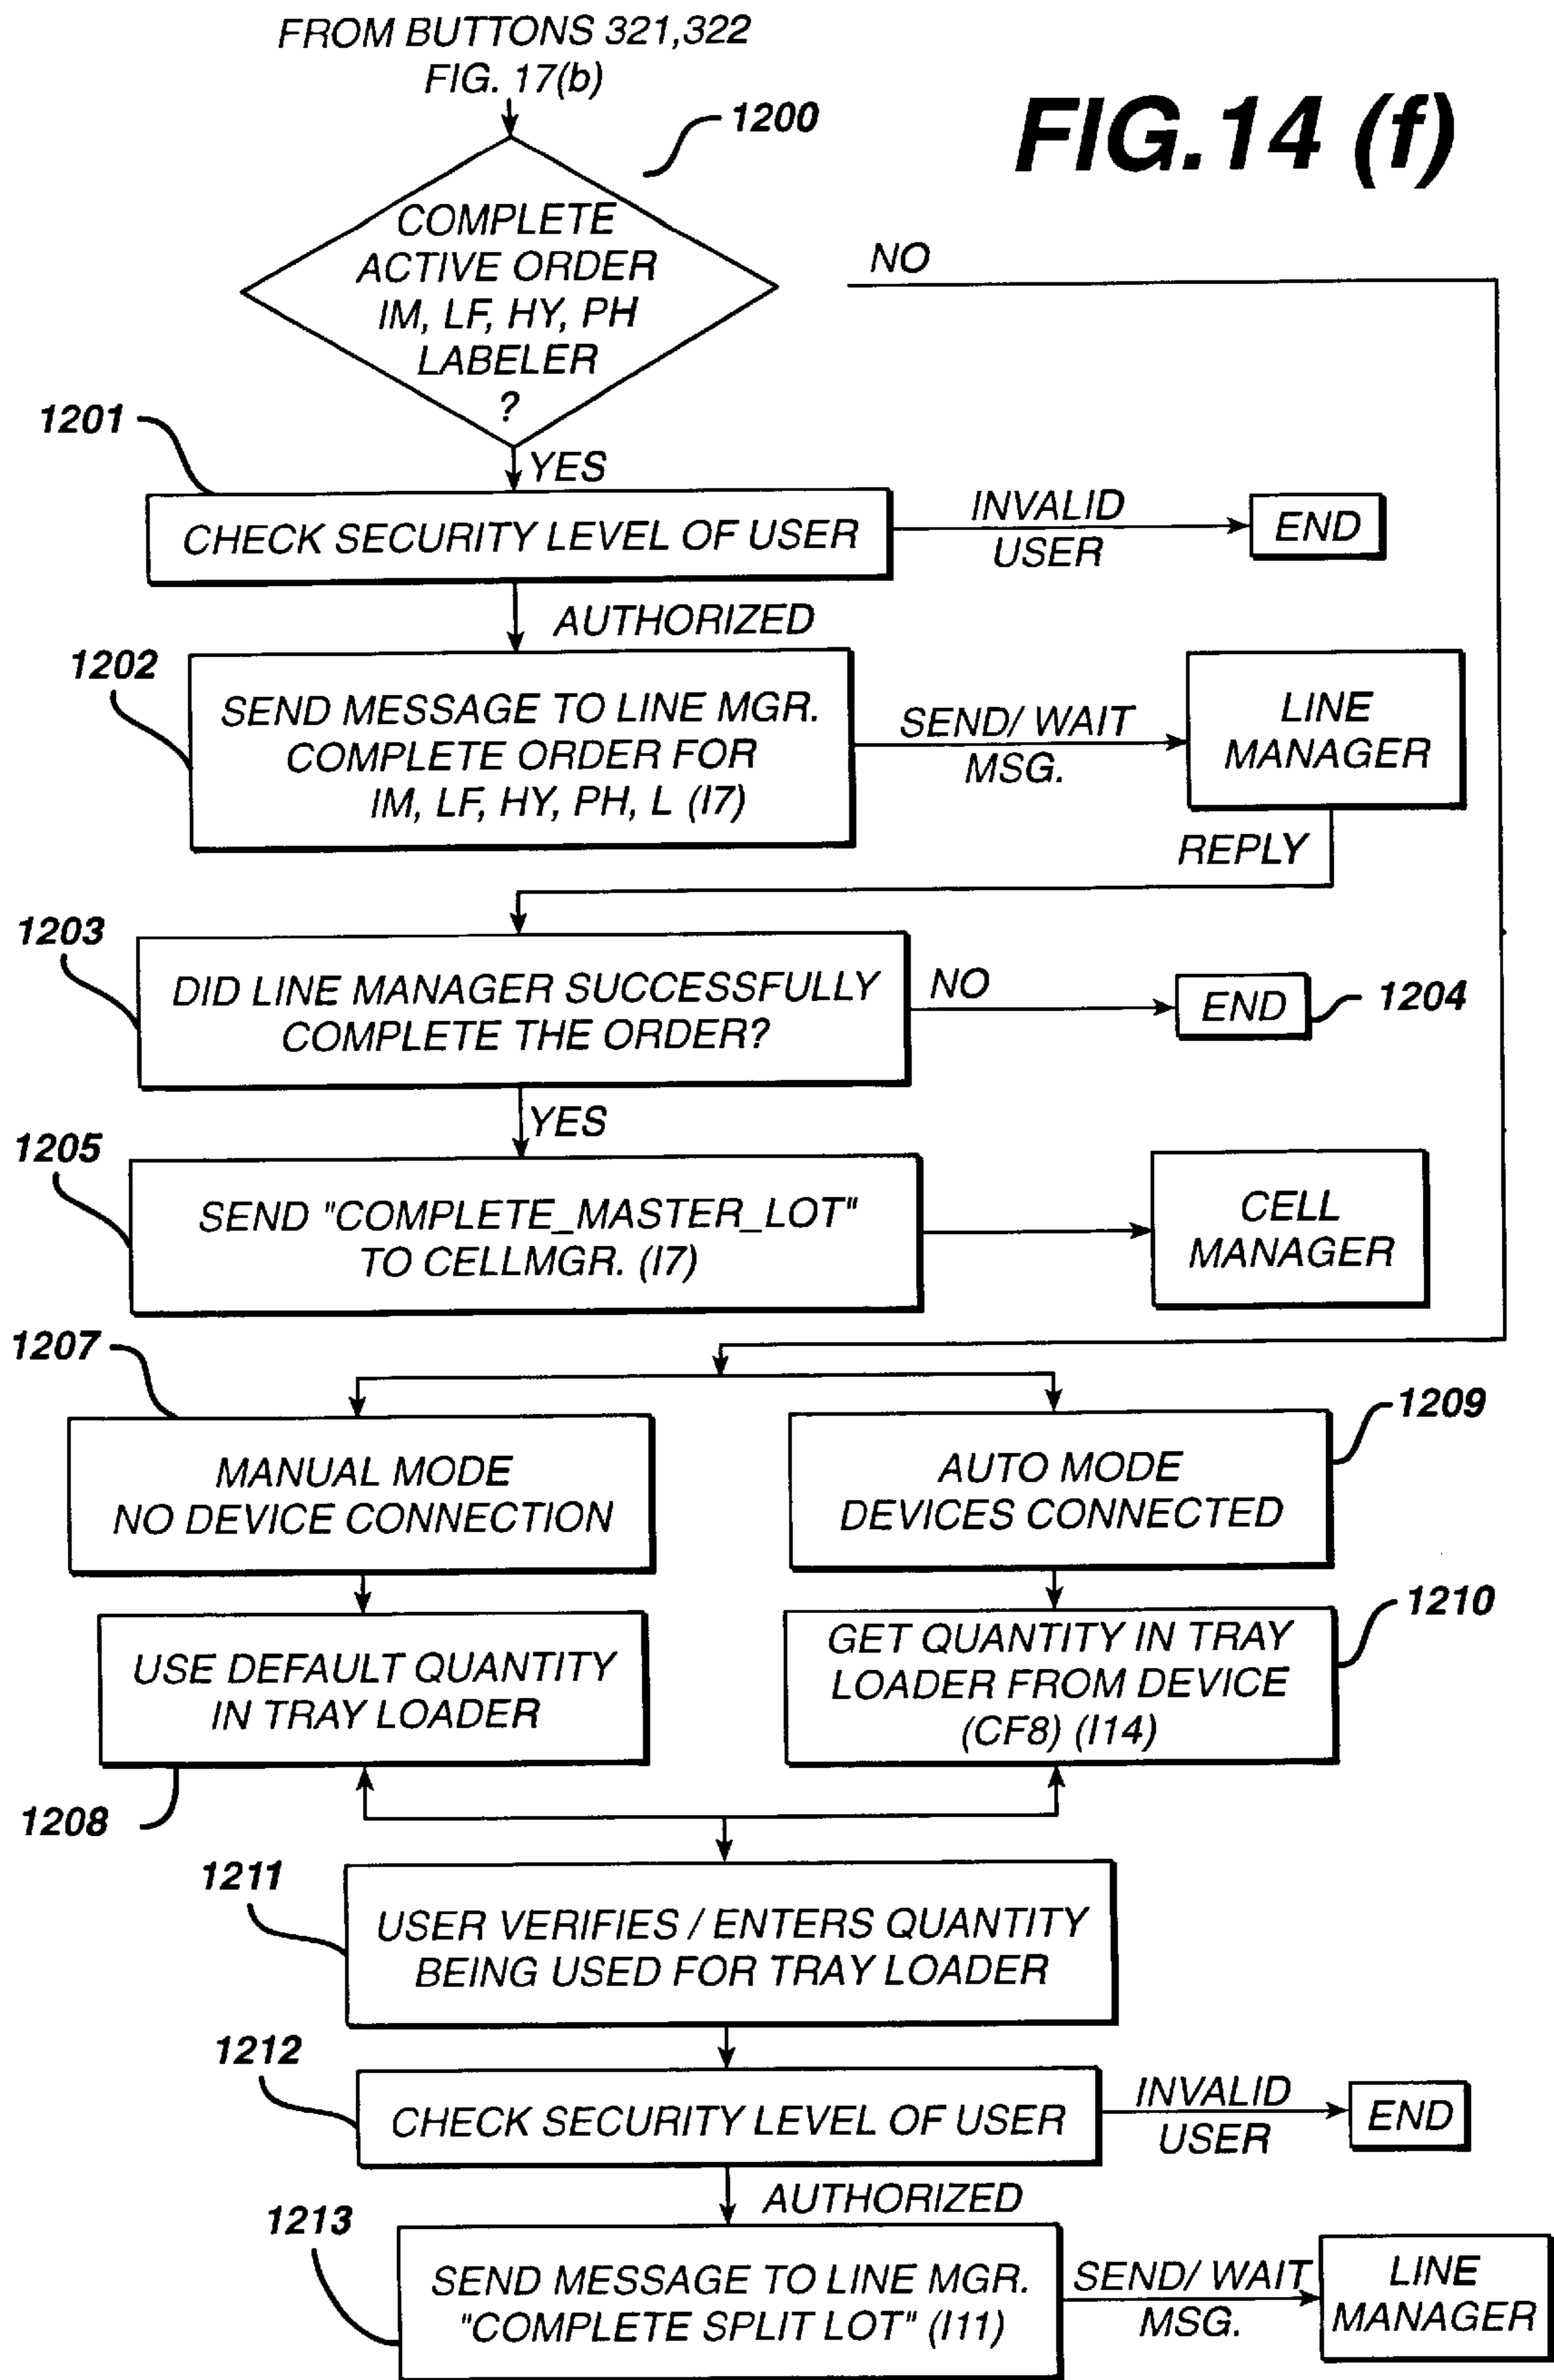 FROM BUTTONS 321,322
FIG. 17(b)
FIG.14 (f)
1200
COMPLETE
ACTIVE ORDER
IM, LF, HY, PH
LABELER
?
NO
1201
YES
CHECK SECURITY LEVEL OF USER
INVALID
USER
END
AUTHORIZED
1202
SEND MESSAGE TO LINE MGR.
COMPLETE ORDER FOR
IM, LF, HY, PH, L (I7)
SEND/ WAIT
MSG.
LINE
MANAGER
REPLY
1203
DID LINE MANAGER SUCCESSFULLY
COMPLETE THE ORDER?
NO
END
1204
YES
1205
SEND "COMPLETE_MASTER_LOT"
TO CELLMGR. (I7)
CELL
MANAGER
1207
MANUAL MODE
NO DEVICE CONNECTION
1209
AUTO MODE
DEVICES CONNECTED
USE DEFAULT QUANTITY
IN TRAY LOADER
1208
1210
GET QUANTITY IN TRAY
LOADER FROM DEVICE
(CF8) (I14)
1211
USER VERIFIES / ENTERS QUANTITY
BEING USED FOR TRAY LOADER
1212
CHECK SECURITY LEVEL OF USER
INVALID
USER
END
AUTHORIZED
1213
SEND MESSAGE TO LINE MGR.
"COMPLETE SPLIT LOT" (I11)
SEND/ WAIT
MSG.
LINE
MANAGER